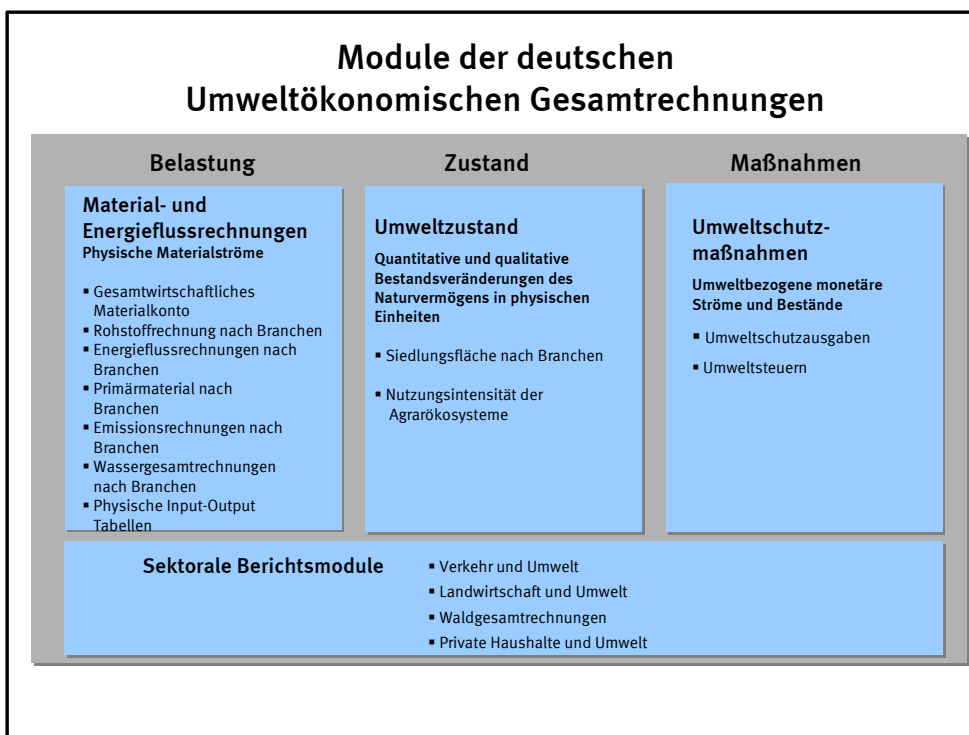 Module der deutschen
Umweltökonomischen Gesamtrechnungen
Belastung
Material- und
Energieflussrechnungen
Physische Materialströme
▪ Gesamtwirtschaftliches
Materialkonto
▪ Rohstoffrechnung nach Branchen
▪ Energieflussrechnungen nach
Branchen
▪ Primärmaterial nach
Branchen
▪ Emissionsrechnungen nach
Branchen
▪ Wassergesamtrechnungen
nach Branchen
▪ Physische Input-Output
Tabellen
Zustand
Umweltzustand
Quantitative und qualitative
Bestandsveränderungen des
Naturvermögens in physischen
Einheiten
▪ Siedlungsfläche nach Branchen
▪ Nutzungsintensität der
Agrarökosysteme
Maßnahmen
Umweltschutz-
maßnahmen
Umweltbezogene monetäre
Ströme und Bestände
▪ Umweltschutzausgaben
▪ Umweltsteuern
Sektorale Berichtsmodule
▪ Verkehr und Umwelt
▪ Landwirtschaft und Umwelt
▪ Waldgesamtrechnungen
▪ Private Haushalte und Umwelt